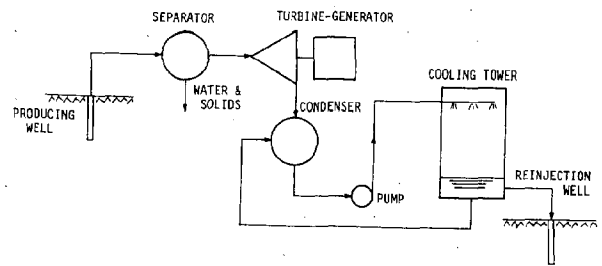 SEPARATOR
TURBINE-GENERATOR
WATER &
SOLIDS
PRODUCING
WELL
CONDENSER
PUMP
COOLING TOWER
REINJECTION
WELL